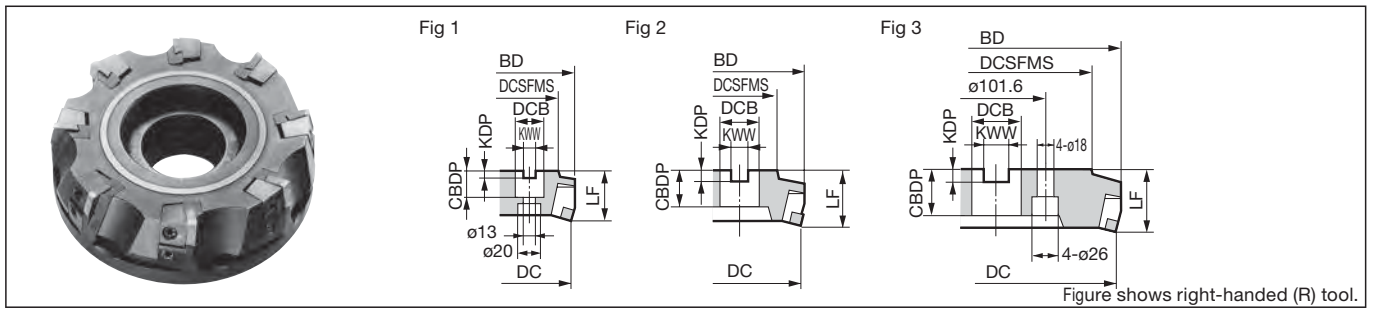 Fig 1
BD
DCSFMS
DCB
KWW
KDP
CBDP
LF
ø13
ø20
DC
Fig 2
BD
DCSFMS
DCB
KWW
KDP
CBDP
LF
DC
Fig 3
BD
DCSFMS
ø101.6
DCB
KWW
4-ø18
KDP
CBDP
LF
4-ø26
DC
Figure shows right-handed (R) tool.